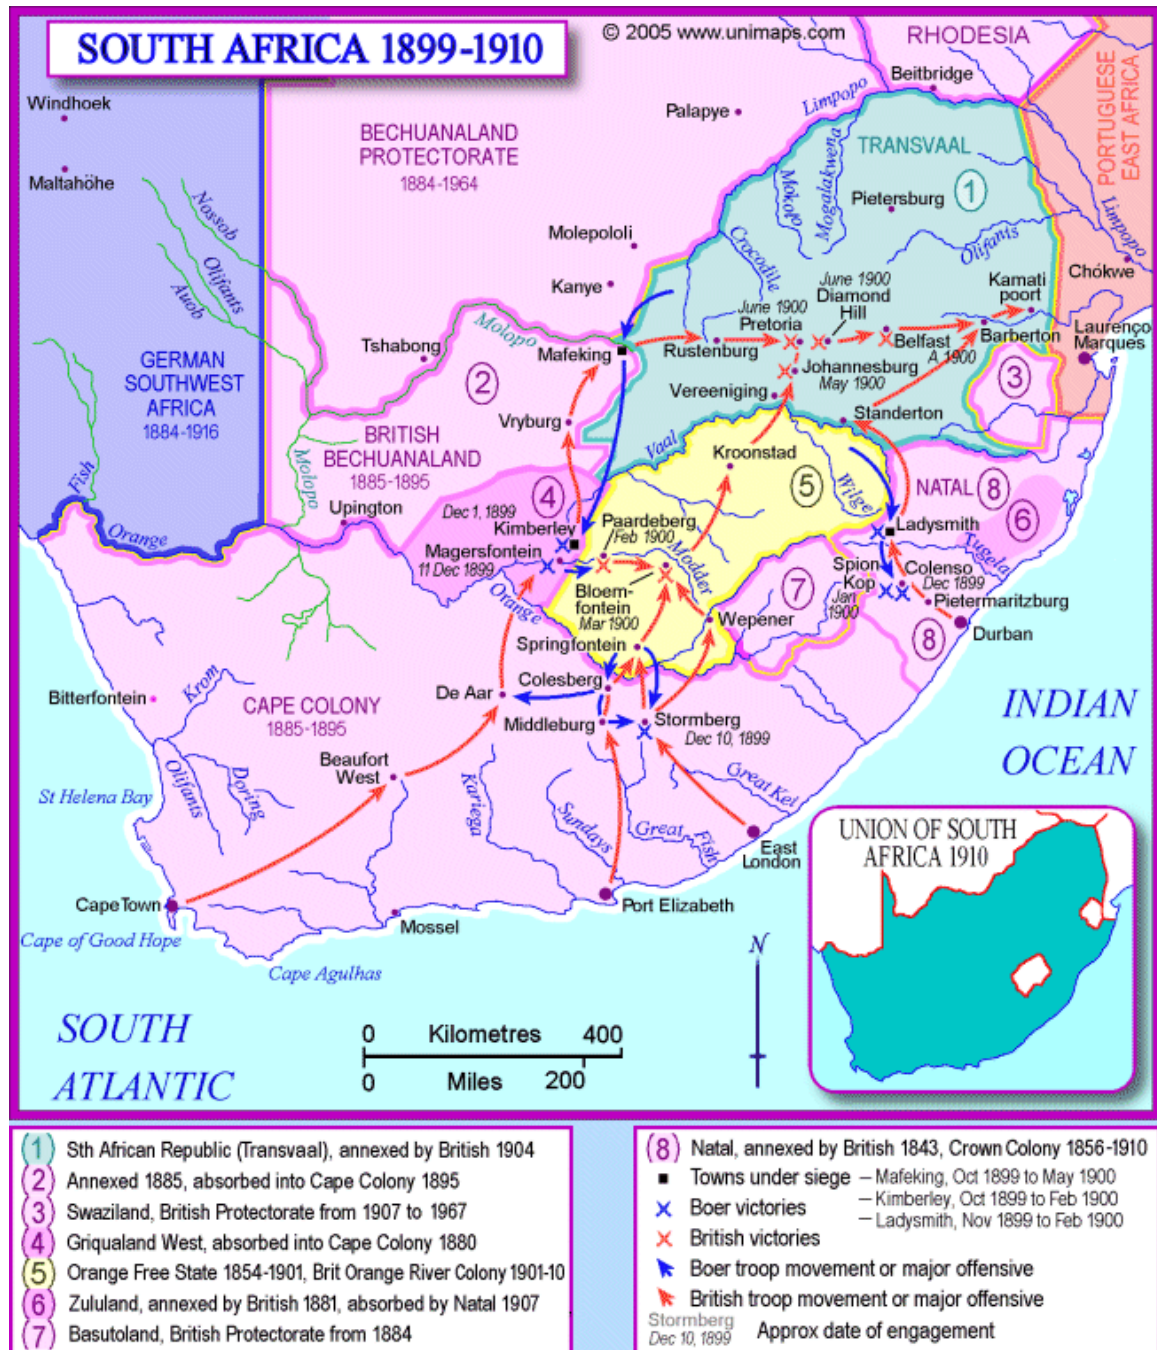 SOUTH AFRICA 1899-1910
© 2005 www.unimaps.com
RHODESIA
Beitbridge
Windhoek
Maltahöhe
Palapye
Limpopo
BECHUANALAND
PROTECTORATE
1884-1964
TRANSVAAL
1
PORTUGUESE
EAST AFRICA
Mokolo
Mogalakwena
Pietersburg
Nossob
Olifants
Auob
Molepololi
Crocodile
Olifants
Limpopo
Chókwe
Kanye
June 1900
Diamond
Hill
Kamati
poort
June 1900
Pretoria
Molopo
Tshabong
Mafeking
Rustenburg
Belfast
A 1900
Barberton
Laurenço
Marques
GERMAN
SOUTHWEST
AFRICA
1884-1916
2
Johannesburg
May 1900
3
Vereeniging
Standerton
Vryburg
BRITISH
BECHUANALAND
1885-1895
Vaal
Kroonstad
Molopo
Fish
5
Wilge
NATAL 8
6
4
Upington
Dec 1, 1899
Kimberley
Orange
Paardeberg
Feb 1900
Ladysmith
Magersfontein
11 Dec 1899
Modder
Tugela
Spion
Kop
Jan
1900
Colenso
Dec 1899
Bloem-
fontein
Mar 1900
7
Pietermaritzburg
Orange
Wepener
8
Durban
Springfontein
Colesberg
Krom
Bitterfontein
De Aar
CAPE COLONY
1885-1895
Middleburg
Stormberg
Dec 10, 1899
INDIAN
OCEAN
Beaufort
West
Olifants
Doring
St Helena Bay
Kariega
Sundays
Great
Fish
Great Kei
East
London
UNION OF SOUTH
AFRICA 1910
Cape Town
Port Elizabeth
Mossel
Cape of Good Hope
Cape Agulhas
N
SOUTH
ATLANTIC
0 Kilometres 400
0 Miles 200
1 Sth African Republic (Transvaal), annexed by British 1904
2 Annexed 1885, absorbed into Cape Colony 1895
3 Swaziland, British Protectorate from 1907 to 1967
4 Griqualand West, absorbed into Cape Colony 1880
5 Orange Free State 1854-1901, Brit Orange River Colony 1901-10
6 Zululand, annexed by British 1881, absorbed by Natal 1907
7 Basutoland, British Protectorate from 1884
8 Natal, annexed by British 1843, Crown Colony 1856-1910
Towns under siege — Mafeking, Oct 1899 to May 1900
— Kimberley, Oct 1899 to Feb 1900
Boer victories
— Ladysmith, Nov 1899 to Feb 1900
British victories
Boer troop movement or major offensive
British troop movement or major offensive
Stormberg
Dec 10, 1899
Approx date of engagement